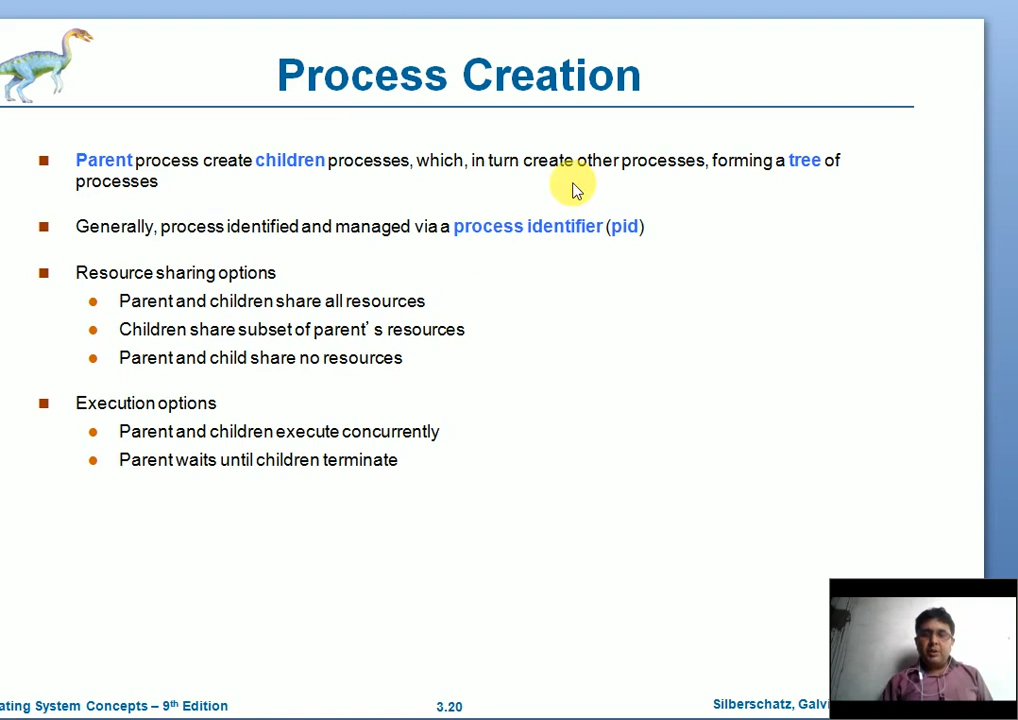 Process Creation
Parent process create children processes, which, in turn create other processes, forming a tree of
processes
Generally, process identified and managed via a process identifier (pid)
Resource sharing options
Parent and children share all resources
Children share subset of parent’s resources
Parent and child share no resources
Execution options
Parent and children execute concurrently
Parent waits until children terminate
ating System Concepts – 9th Edition
3.20
Silberschatz, Galvi